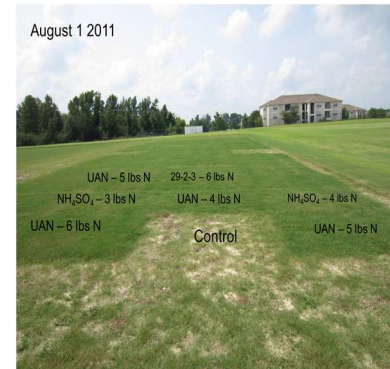 August 1 2011
UAN – 5 lbs N
29-2-3 – 6 lbs N
NH₄SO₄ – 3 lbs N
UAN – 4 lbs N
NH₄SO₄ – 4 lbs N
UAN – 6 lbs N
Control
UAN – 5 lbs N